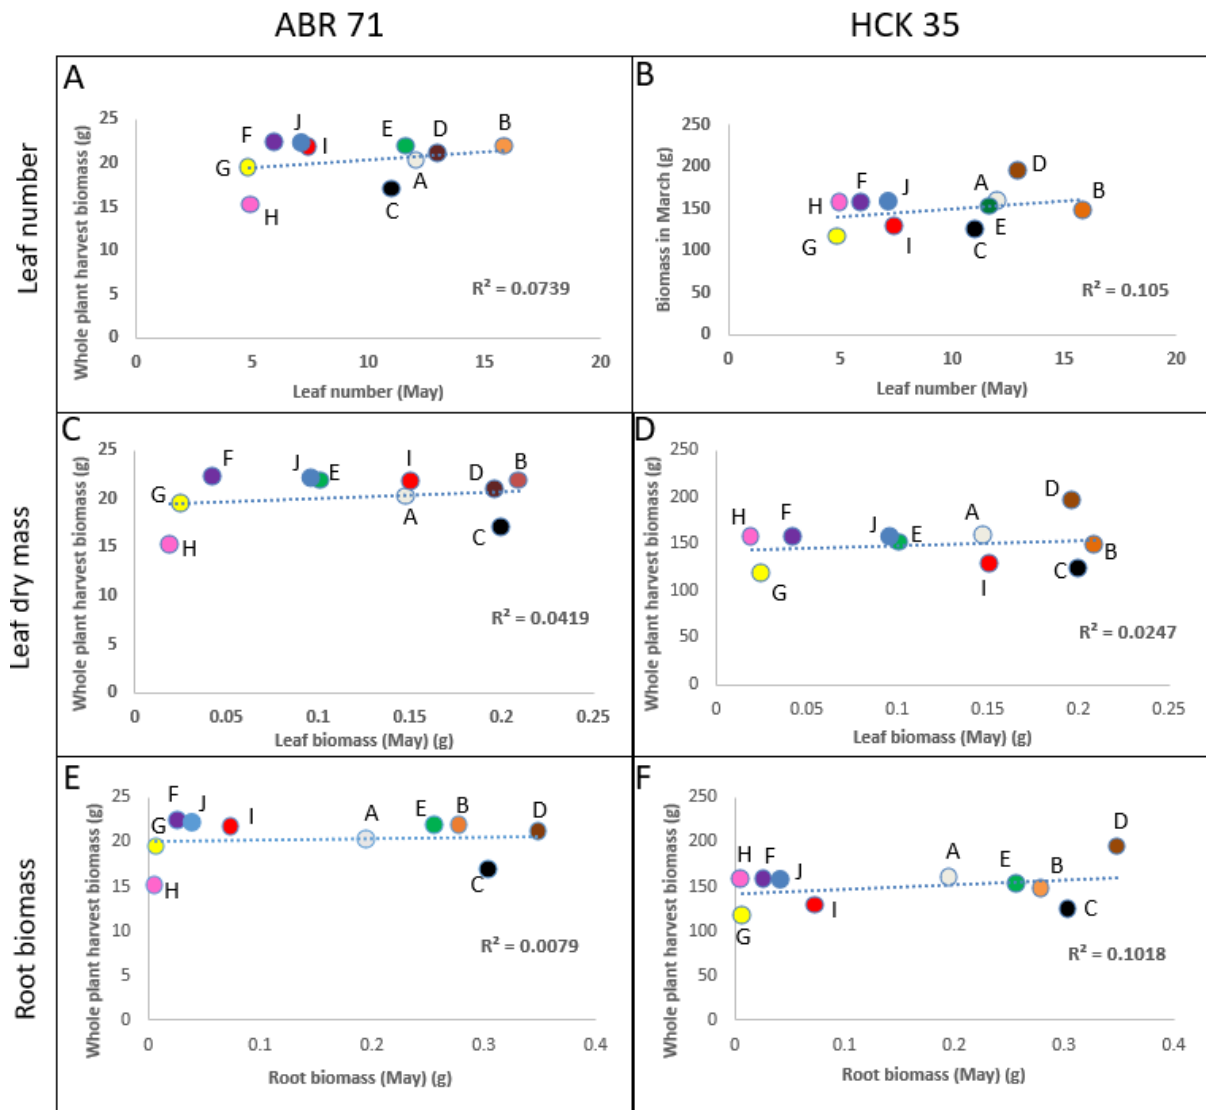 ABR 71
HCK 35
Leaf number
A
Whole plant harvest biomass (g)
25
20
15
10
5
0
0
5
10
15
20
Leaf number (May)
F
J
I
E
D
B
G
A
C
H
R² = 0.0739
B
Biomass in March (g)
250
200
150
100
50
0
0
5
10
15
20
Leaf number (May)
D
A
F
J
B
H
E
C
I
G
R² = 0.105
Leaf dry mass
C
Whole plant harvest biomass (g)
25
20
15
10
5
0
0
0.05
0.1
0.15
0.2
0.25
Leaf biomass (May) (g)
F
J
E
I
D
B
G
A
C
H
R² = 0.0419
D
Whole plant harvest biomass (g)
250
200
150
100
50
0
0
0.05
0.1
0.15
0.2
0.25
Leaf biomass (May) (g)
D
H
F
J
E
A
B
C
I
G
R² = 0.0247
Root biomass
E
Whole plant harvest biomass (g)
25
20
15
10
5
0
0
0.1
0.2
0.3
0.4
Root biomass (May) (g)
F
J
I
A
E
B
D
G
C
H
R² = 0.0079
F
Whole plant harvest biomass (g)
250
200
150
100
50
0
0
0.1
0.2
0.3
0.4
Root biomass (May) (g)
D
H
F
J
A
E
B
C
I
G
R² = 0.1018